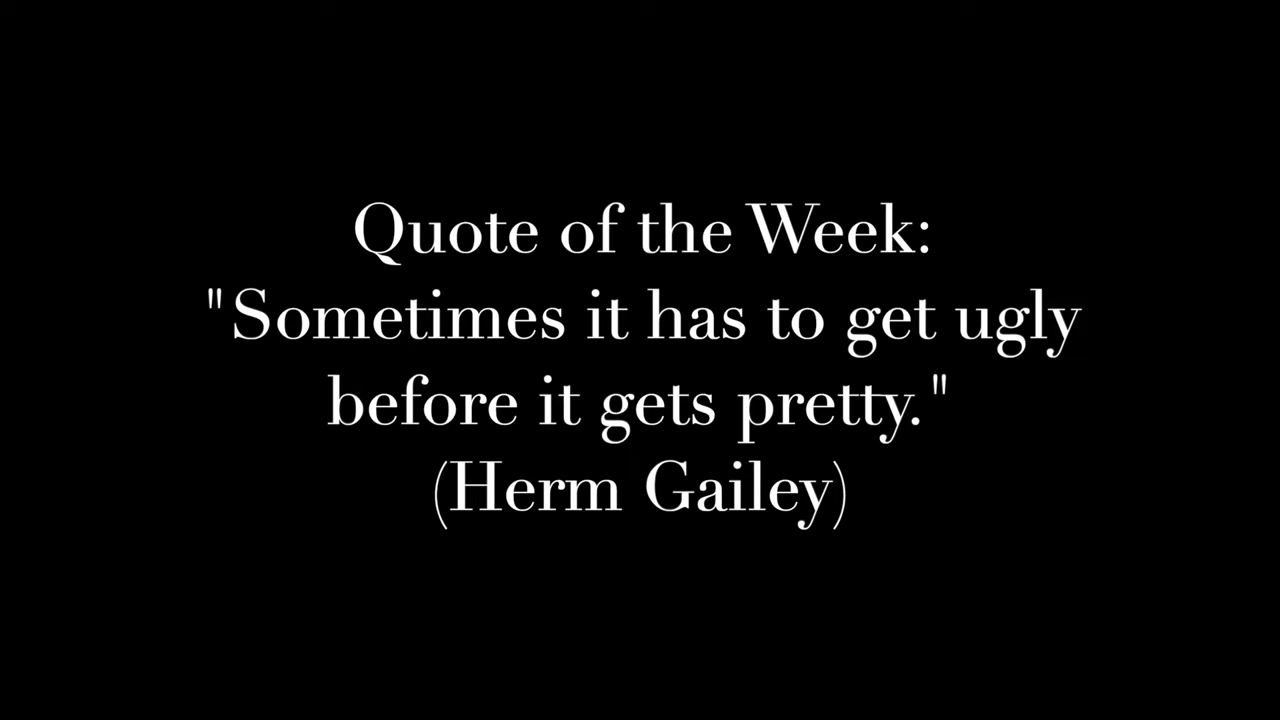 Quote of the Week:
"Sometimes it has to get ugly
before it gets pretty."
(Herm Gailey)